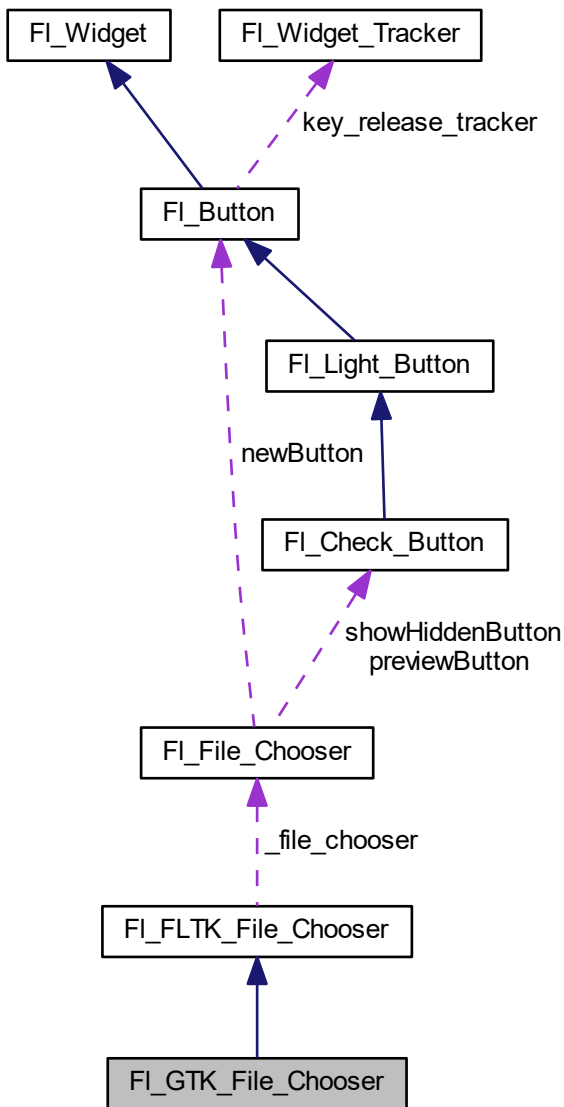 Fl_Widget
Fl_Widget_Tracker
key_release_tracker
Fl_Button
Fl_Light_Button
newButton
Fl_Check_Button
showHiddenButton
previewButton
Fl_File_Chooser
_file_chooser
Fl_FLTK_File_Chooser
Fl_GTK_File_Chooser